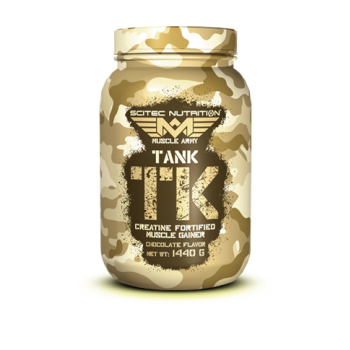 SCITEC NUTRITION
MUSCLE ARMY
TANK
TK
CREATINE FORTIFIED
MUSCLE GAINER
CHOCOLATE FLAVOR
NET WT: 1440 G